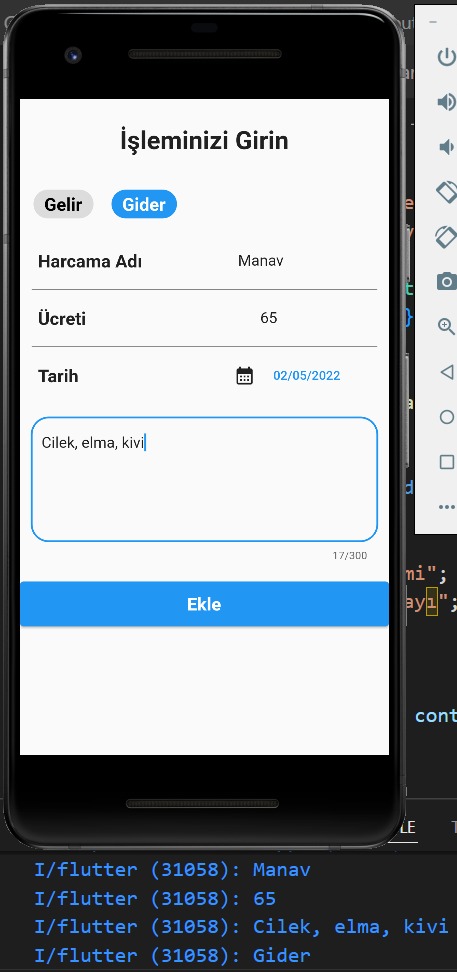 İşleminizi Girin
Gelir Gider
Harcama Adı Manav
Ücreti 65
Tarih 02/05/2022
Cilek, elma, kivi
17/300
mi";
ayı";
Ekle
cont
LE
I/flutter (31058): Manav
I/flutter (31058): 65
I/flutter (31058): Cilek, elma, kivi
I/flutter (31058): Gider